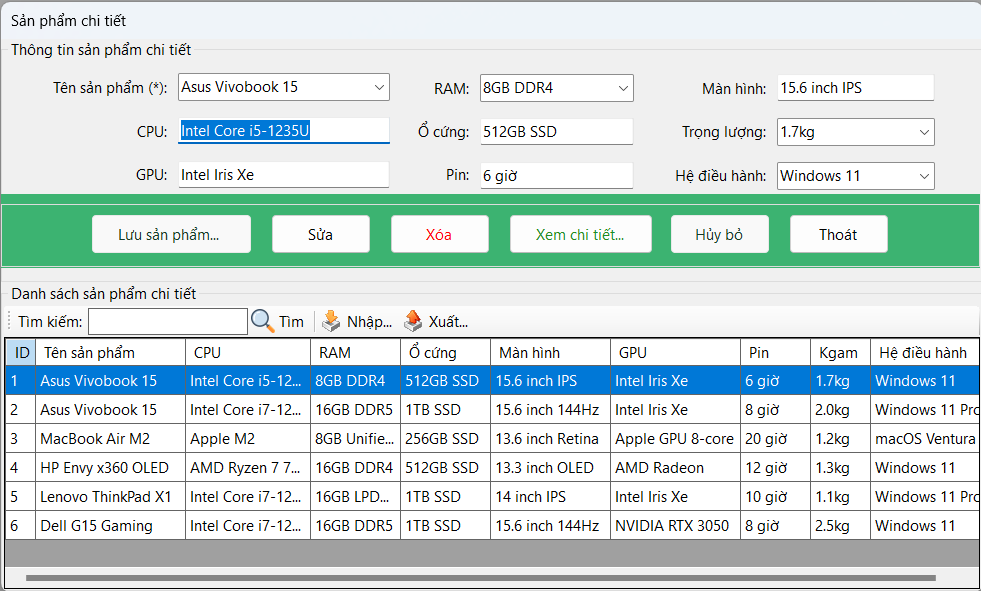 Sản phẩm chi tiết
Thông tin sản phẩm chi tiết
Tên sản phẩm (*): Asus Vivobook 15 RAM: 8GB DDR4 Màn hình: 15.6 inch IPS
CPU: Intel Core i5-1235U Ổ cứng: 512GB SSD Trọng lượng: 1.7kg
GPU: Intel Iris Xe Pin: 6 giờ Hệ điều hành: Windows 11
Lưu sản phẩm... Sửa Xóa Xem chi tiết... Hủy bỏ Thoát
Danh sách sản phẩm chi tiết
Tìm kiếm: Tìm Nhập... Xuất...
ID Tên sản phẩm CPU RAM Ổ cứng Màn hình GPU Pin Kgam Hệ điều hành
1 Asus Vivobook 15 Intel Core i5-12... 8GB DDR4 512GB SSD 15.6 inch IPS Intel Iris Xe 6 giờ 1.7kg Windows 11
2 Asus Vivobook 15 Intel Core i7-12... 16GB DDR5 1TB SSD 15.6 inch 144Hz Intel Iris Xe 8 giờ 2.0kg Windows 11 Pro
3 MacBook Air M2 Apple M2 8GB Unifie... 256GB SSD 13.6 inch Retina Apple GPU 8-core 20 giờ 1.2kg macOS Ventura
4 HP Envy x360 OLED AMD Ryzen 7 7... 16GB DDR4 512GB SSD 13.3 inch OLED AMD Radeon 12 giờ 1.3kg Windows 11
5 Lenovo ThinkPad X1 Intel Core i7-12... 16GB LPD... 1TB SSD 14 inch IPS Intel Iris Xe 10 giờ 1.1kg Windows 11 Pro
6 Dell G15 Gaming Intel Core i7-12... 16GB DDR5 1TB SSD 15.6 inch 144Hz NVIDIA RTX 3050 8 giờ 2.5kg Windows 11